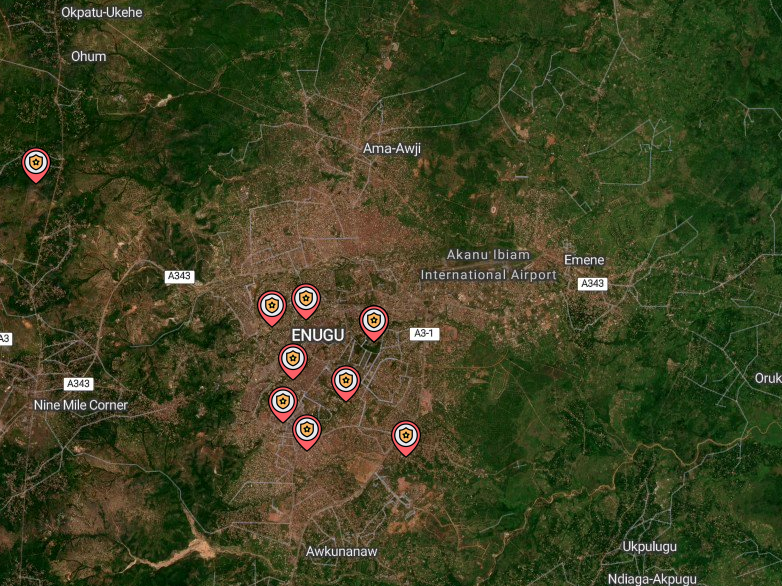 Okpatu-Ukehe
Ohum
Ama-Awji
Akanu Ibiam
International Airport
Emene
A343
A343
ENUGU
A3-1
A3
A343
Nine Mile Corner
Oruk
Awkunanaw
Ukpulugu
Ndiaga-Akpugu